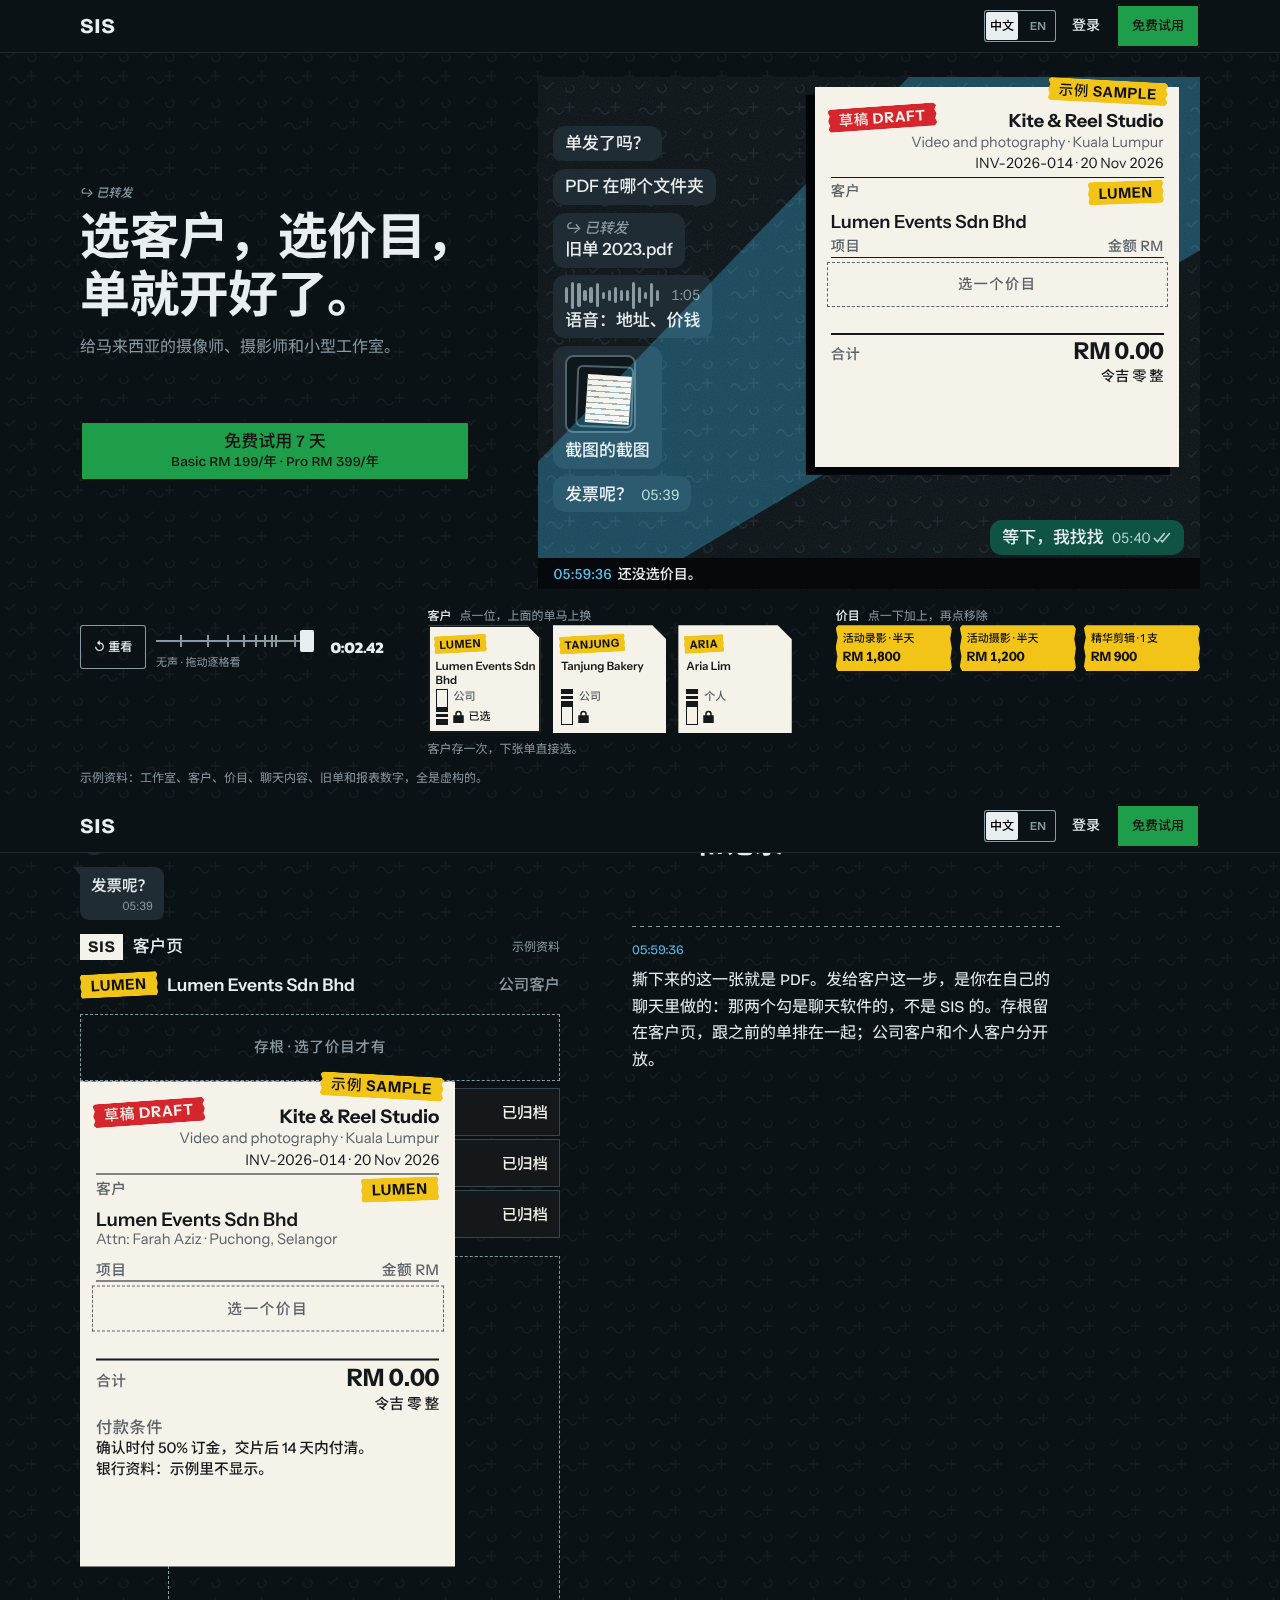 SIS
中文 EN 登录 免费试用
已转发
选客户，选价目，
单就开好了。
给马来西亚的摄像师、摄影师和小型工作室。
免费试用 7 天
Basic RM 199/年 · Pro RM 399/年
单发了吗？
PDF 在哪个文件夹
已转发
旧单 2023.pdf
1:05
语音：地址、价钱
截图的截图
发票呢？ 05:39
等下，我找找 05:40
示例 SAMPLE
草稿 DRAFT
Kite & Reel Studio
Video and photography · Kuala Lumpur
INV-2026-014 · 20 Nov 2026
客户 LUMEN
Lumen Events Sdn Bhd
项目 金额 RM
选一个价目
合计 RM 0.00
令吉 零 整
05:59:36 还没选价目。
重看
无声 · 拖动逐格看
0:02.42
客户 点一位，上面的单马上换
LUMEN
Lumen Events Sdn
Bhd
公司
已选
TANJUNG
Tanjung Bakery
公司
ARIA
Aria Lim
个人
客户存一次，下张单直接选。
价目 点一下加上，再点移除
活动录影 · 半天
RM 1,800
活动摄影 · 半天
RM 1,200
精华剪辑 · 1 支
RM 900
示例资料：工作室、客户、价目、聊天内容、旧单和报表数字，全是虚构的。
SIS
中文 EN 登录 免费试用
发票呢？
05:39
SIS 客户页 示例资料
LUMEN Lumen Events Sdn Bhd 公司客户
存根 · 选了价目才有
示例 SAMPLE
草稿 DRAFT
Kite & Reel Studio
Video and photography · Kuala Lumpur
INV-2026-014 · 20 Nov 2026
客户 LUMEN
Lumen Events Sdn Bhd
Attn: Farah Aziz · Puchong, Selangor
项目 金额 RM
选一个价目
合计 RM 0.00
令吉 零 整
付款条件
确认时付 50% 订金，交片后 14 天内付清。
银行资料：示例里不显示。
已归档
已归档
已归档
05:59:36
撕下来的这一张就是 PDF。发给客户这一步，是你在自己的
聊天里做的：那两个勾是聊天软件的，不是 SIS 的。存根留
在客户页，跟之前的单排在一起；公司客户和个人客户分开
放。